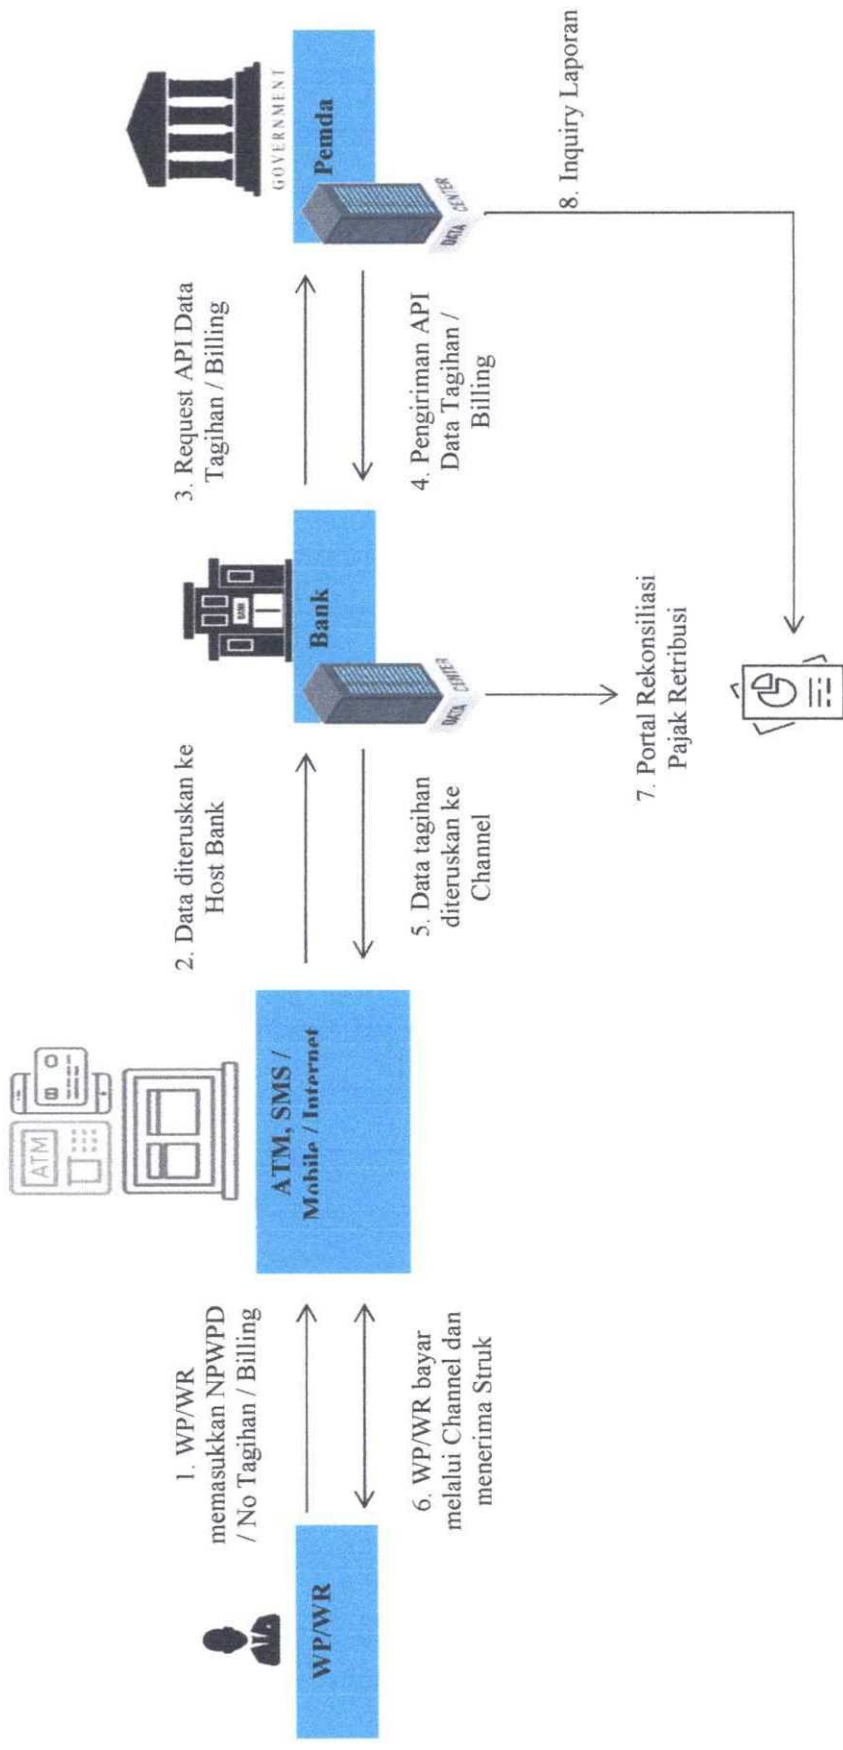 WP/WR
1. WP/WR
memasukkan NPWPD
/ No Tagihan / Billing
6. WP/WR bayar
melalui Channel dan
menerima Struk
ATM
ATM, SMS /
Mobile / Internet
2. Data diteruskan ke
Host Bank
5. Data tagihan
diteruskan ke
Channel
BANK
Bank
DATA CENTER
3. Request API Data
Tagihan / Billing
4. Pengiriman API
Data Tagihan /
Billing
GOVERNMENT
Pemda
DATA CENTER
7. Portal Rekonsiliasi
Pajak Retribusi
8. Inquiry Laporan